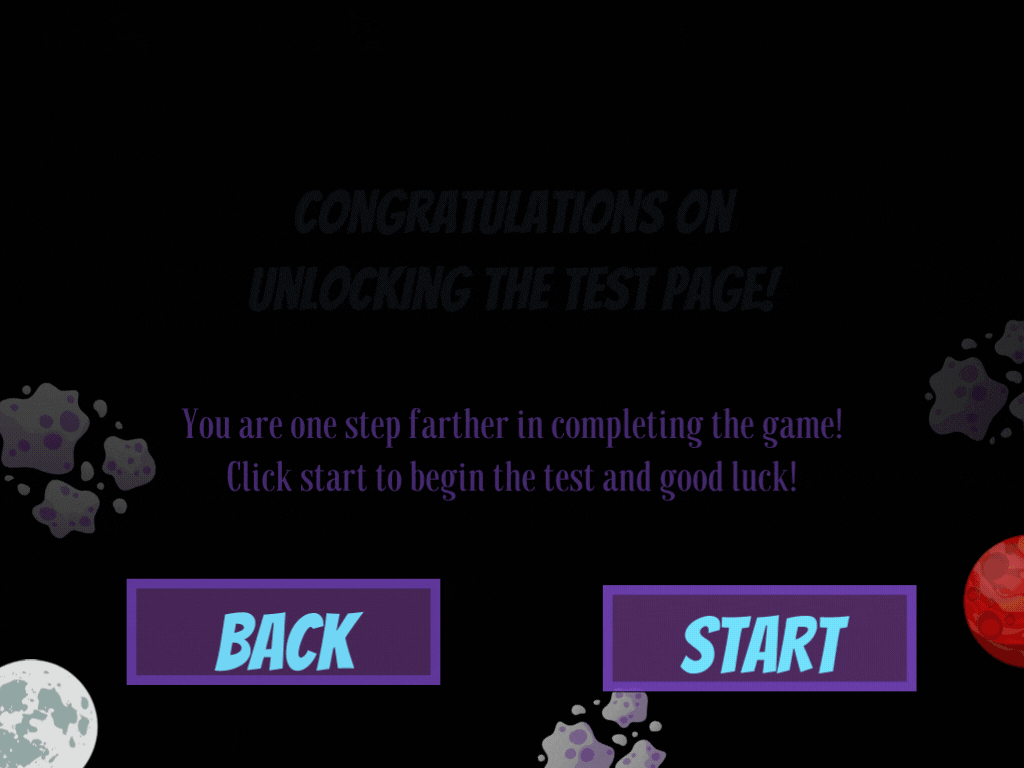 CONGRATULATIONS ON
UNLOCKING THE TEST PAGE!
You are one step farther in completing the game!
Click start to begin the test and good luck!
BACK
START